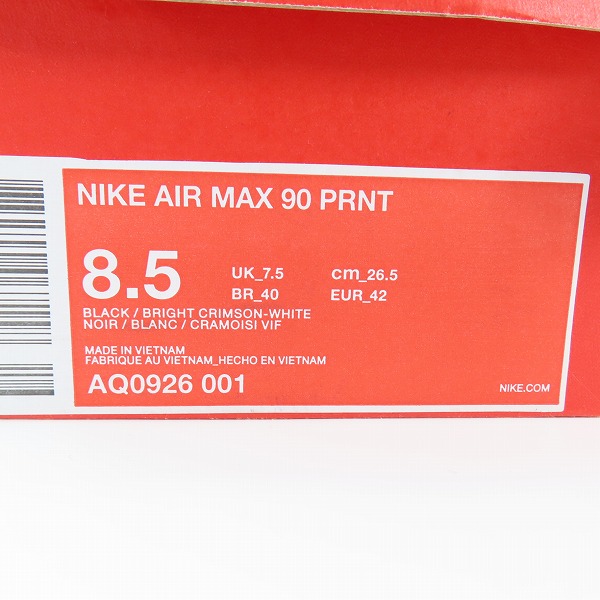 NIKE AIR MAX 90 PRNT
8.5 UK_7.5 cm_26.5
BR_40 EUR_42
BLACK / BRIGHT CRIMSON-WHITE
NOIR / BLANC / CRAMOISI VIF
MADE IN VIETNAM
FABRIQUE AU VIETNAM_HECHO EN VIETNAM
AQ0926 001 NIKE.COM